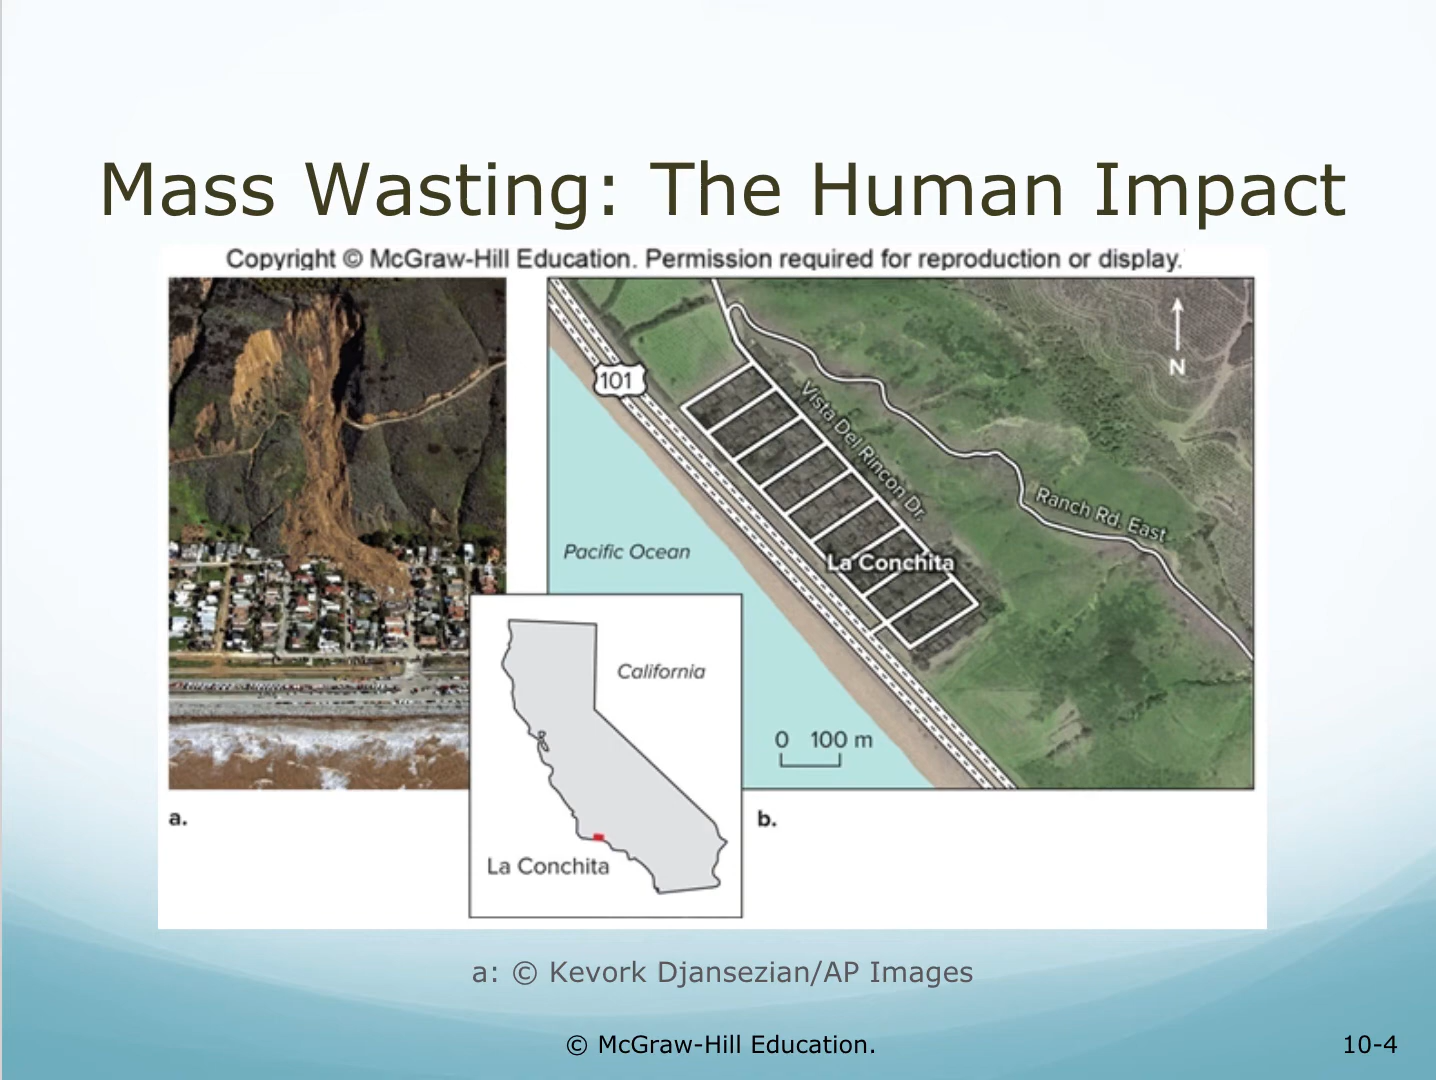 Mass Wasting: The Human Impact
Copyright © McGraw-Hill Education. Permission required for reproduction or display.
101
N
Vista Del Rincon Dr.
Ranch Rd. East
La Conchita
Pacific Ocean
0 100 m
California
La Conchita
a.
b.
a: © Kevork Djansezian/AP Images
© McGraw-Hill Education.
10-4